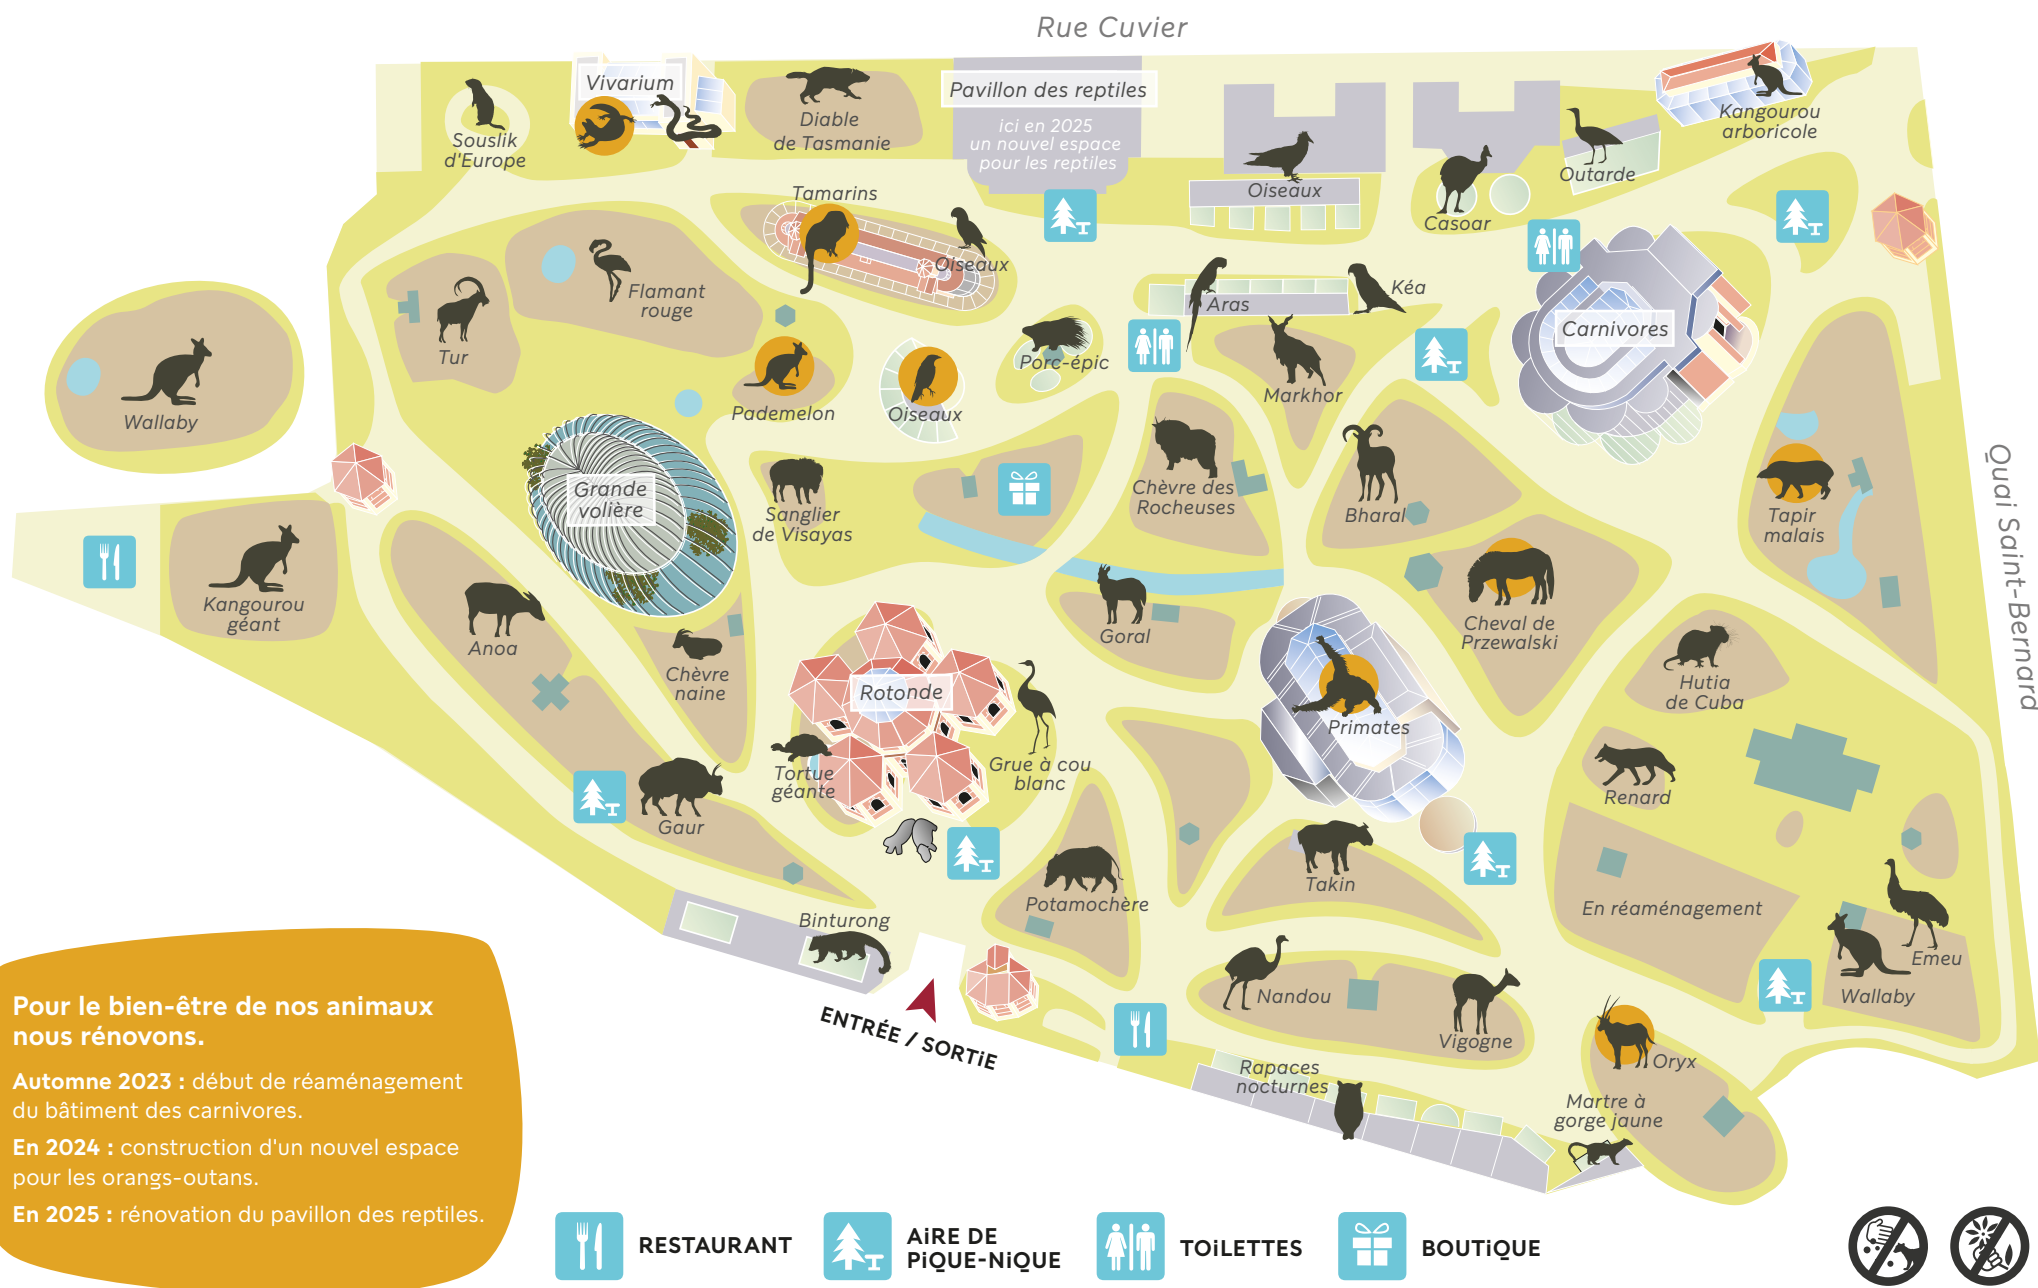 Rue Cuvier
Vivarium
Souslik
d'Europe
Diable
de Tasmanie
Pavillon des reptiles
ici en 2025
un nouvel espace
pour les reptiles
Oiseaux
Casoar
Outarde
Kangourou
arboricole
Tamarins
Oiseaux
Flamant
rouge
Tur
Wallaby
Pademelon
Oiseaux
Porc-épic
Aras
Kéa
Markhor
Carnivores
Grande
volière
Sanglier
de Visayas
Chèvre des
Rocheuses
Bharal
Tapir
malais
Quai Saint-Bernard
Kangourou
géant
Anoa
Chèvre
naine
Rotonde
Goral
Cheval de
Przewalski
Hutia
de Cuba
Primates
Tortue
géante
Grue à cou
blanc
Renard
Gaur
Potamochère
Takin
En réaménagement
Binturong
Nandou
Vigogne
Emeu
Wallaby
ENTRÉE / SORTiE
Rapaces
nocturnes
Oryx
Martre à
gorge jaune
Pour le bien-être de nos animaux
nous rénovons.
Automne 2023 : début de réaménagement
du bâtiment des carnivores.
En 2024 : construction d'un nouvel espace
pour les orangs-outans.
En 2025 : rénovation du pavillon des reptiles.
RESTAURANT
AiRE DE
PiQUE-NiQUE
TOiLETTES
BOUTiQUE